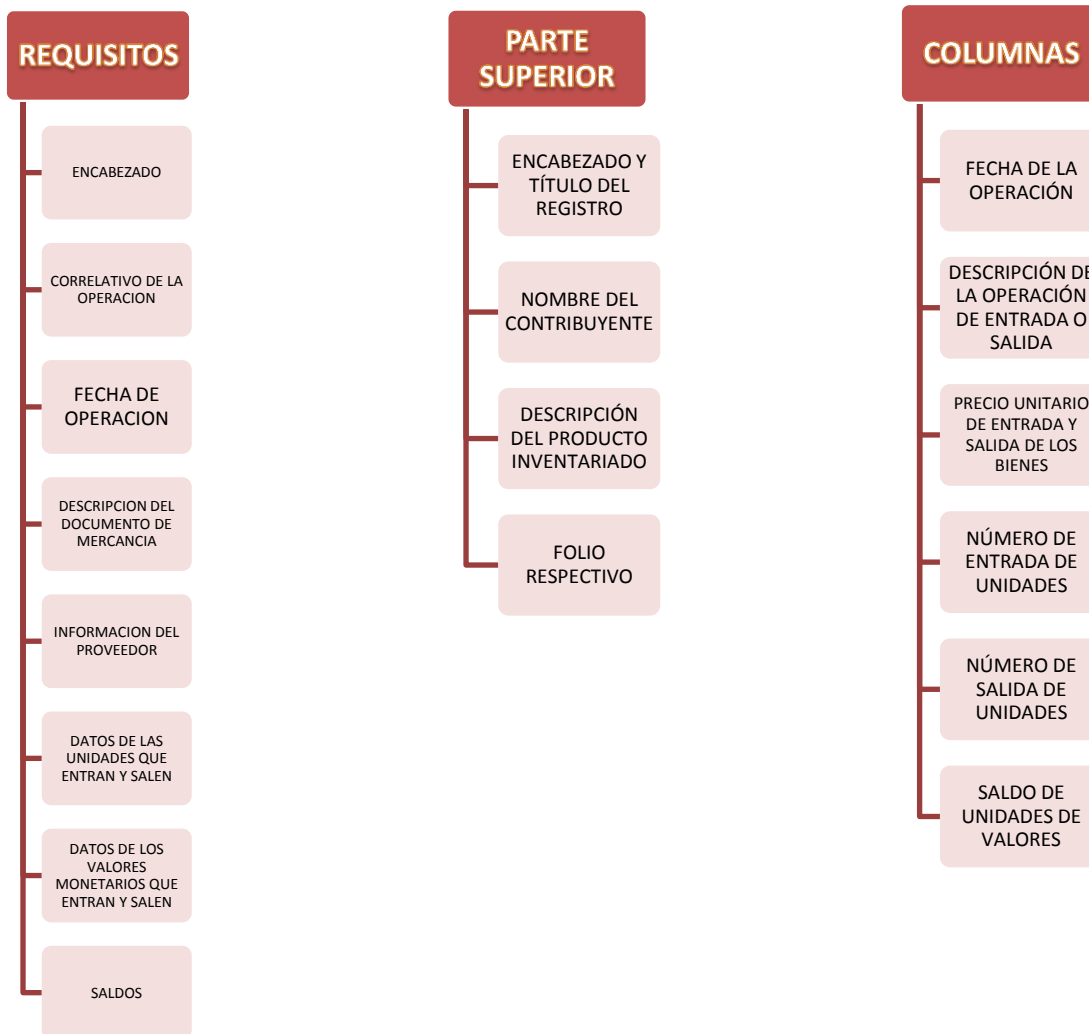 REQUISITOS
ENCABEZADO
CORRELATIVO DE LA
OPERACION
FECHA DE
OPERACION
DESCRIPCION DEL
DOCUMENTO DE
MERCANCIA
INFORMACION DEL
PROVEEDOR
DATOS DE LAS
UNIDADES QUE
ENTRAN Y SALEN
DATOS DE LOS
VALORES
MONETARIOS QUE
ENTRAN Y SALEN
SALDOS
PARTE
SUPERIOR
ENCABEZADO Y
TÍTULO DEL
REGISTRO
NOMBRE DEL
CONTRIBUYENTE
DESCRIPCIÓN
DEL PRODUCTO
INVENTARIADO
FOLIO
RESPECTIVO
COLUMNAS
FECHA DE LA
OPERACIÓN
DESCRIPCIÓN DE
LA OPERACIÓN
DE ENTRADA O
SALIDA
PRECIO UNITARIO
DE ENTRADA Y
SALIDA DE LOS
BIENES
NÚMERO DE
ENTRADA DE
UNIDADES
NÚMERO DE
SALIDA DE
UNIDADES
SALDO DE
UNIDADES DE
VALORES